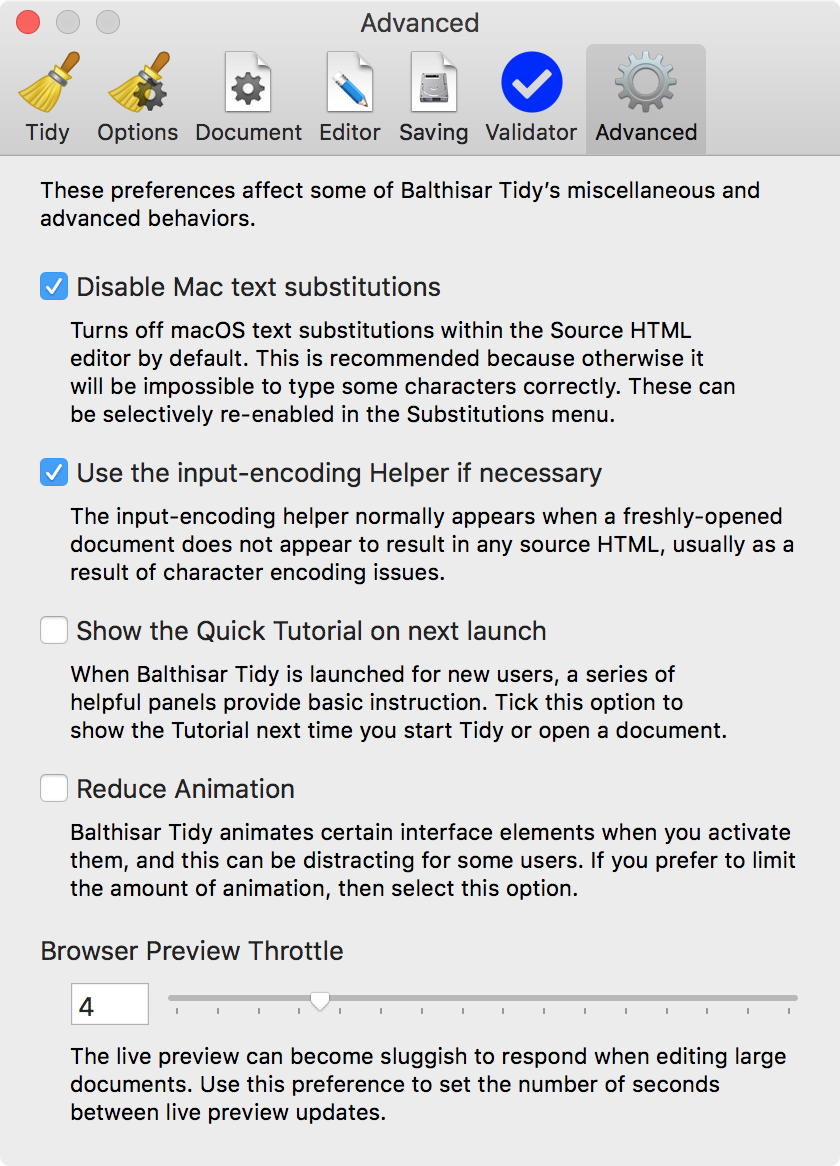 Advanced
Tidy Options Document Editor Saving Validator Advanced
These preferences affect some of Balthisar Tidy’s miscellaneous and
advanced behaviors.
Disable Mac text substitutions
Turns off macOS text substitutions within the Source HTML
editor by default. This is recommended because otherwise it
will be impossible to type some characters correctly. These can
be selectively re-enabled in the Substitutions menu.
Use the input-encoding Helper if necessary
The input-encoding helper normally appears when a freshly-opened
document does not appear to result in any source HTML, usually as a
result of character encoding issues.
Show the Quick Tutorial on next launch
When Balthisar Tidy is launched for new users, a series of
helpful panels provide basic instruction. Tick this option to
show the Tutorial next time you start Tidy or open a document.
Reduce Animation
Balthisar Tidy animates certain interface elements when you activate
them, and this can be distracting for some users. If you prefer to limit
the amount of animation, then select this option.
Browser Preview Throttle
4
The live preview can become sluggish to respond when editing large
documents. Use this preference to set the number of seconds
between live preview updates.